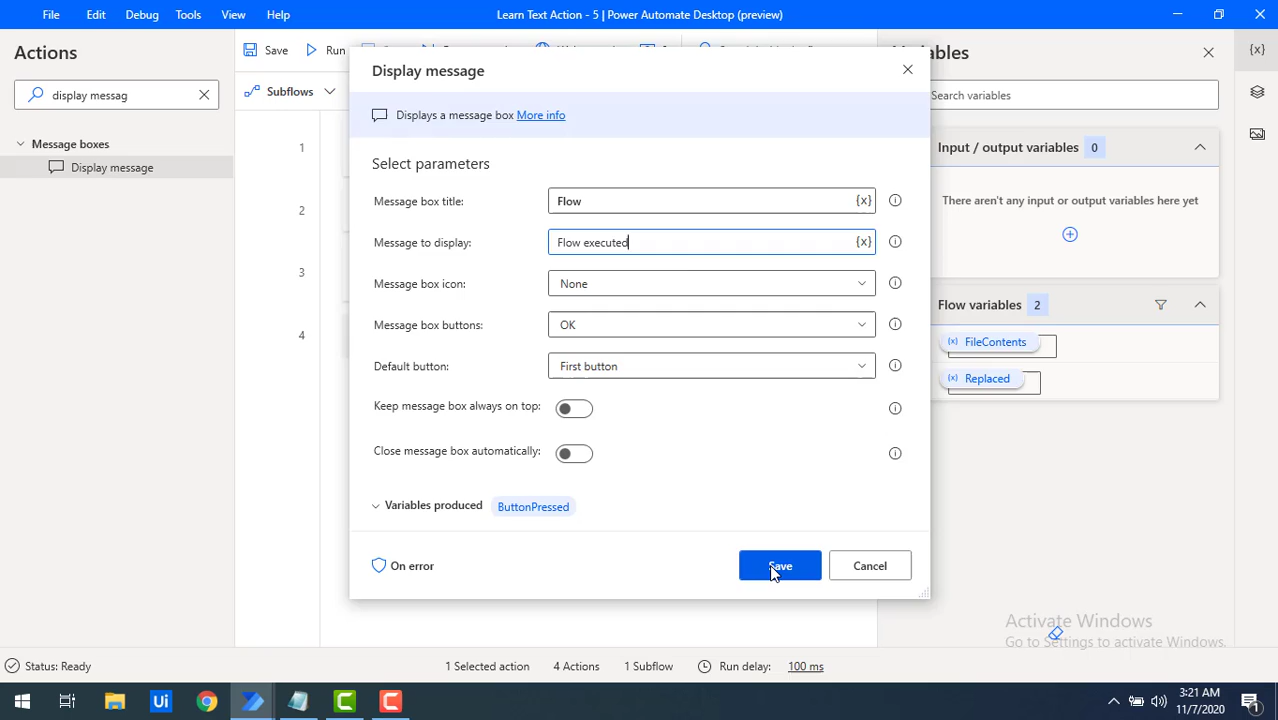 File Edit Debug Tools View Help
Learn Text Action - 5 | Power Automate Desktop (preview)
Actions
display messag
Message boxes
Display message
Save Run
Subflows
1
2
3
4
Display message
Displays a message box More info
Select parameters
Message box title: Flow {x}
Message to display: Flow executed {x}
Message box icon: None
Message box buttons: OK
Default button: First button
Keep message box always on top:
Close message box automatically:
Variables produced ButtonPressed
On error
Save Cancel
{x}
Search variables
Input / output variables 0
There aren't any input or output variables here yet
Flow variables 2
{x} FileContents
{x} Replaced
Activate Windows
Go to Settings to activate Windows.
Status: Ready 1 Selected action 4 Actions 1 Subflow Run delay: 100 ms
Ui
3:21 AM
11/7/2020
1